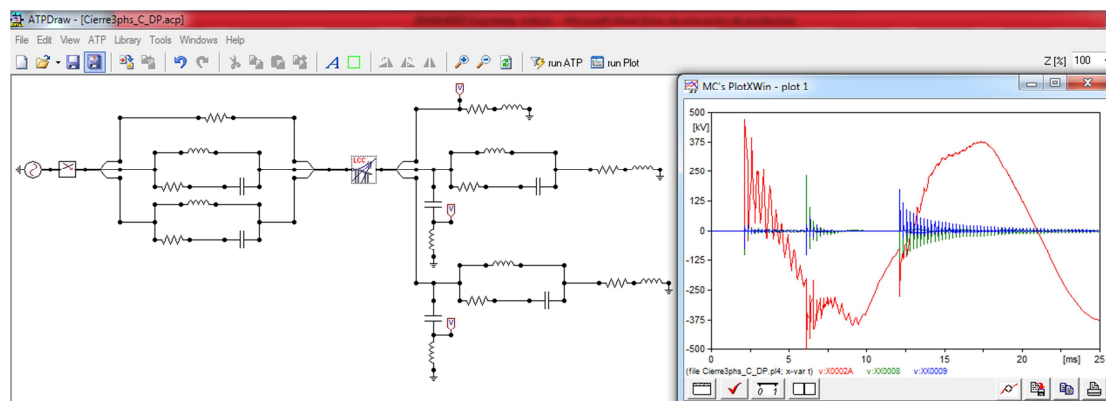 ATPDraw - [Cierre3phs_C_DP.acp]
File Edit View ATP Library Tools Windows Help
A
run ATP
run Plot
Z [%] 100
V
LCC
V
V
MC's PlotXWin - plot 1
500
[kV]
375
250
125
0
-125
-250
-375
-500
0 5 10 15 20 [ms] 25
(file Cierre3phs_C_DP.pl4; x-var t) v:X0002A v:XX0008 v:XX0009
0 1